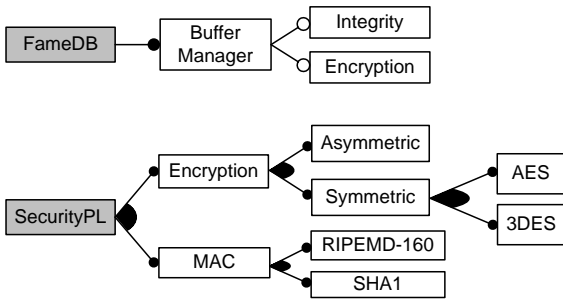 FameDB
Buffer
Manager
Integrity
Encryption
SecurityPL
Encryption
Asymmetric
Symmetric
AES
3DES
MAC
RIPEMD-160
SHA1